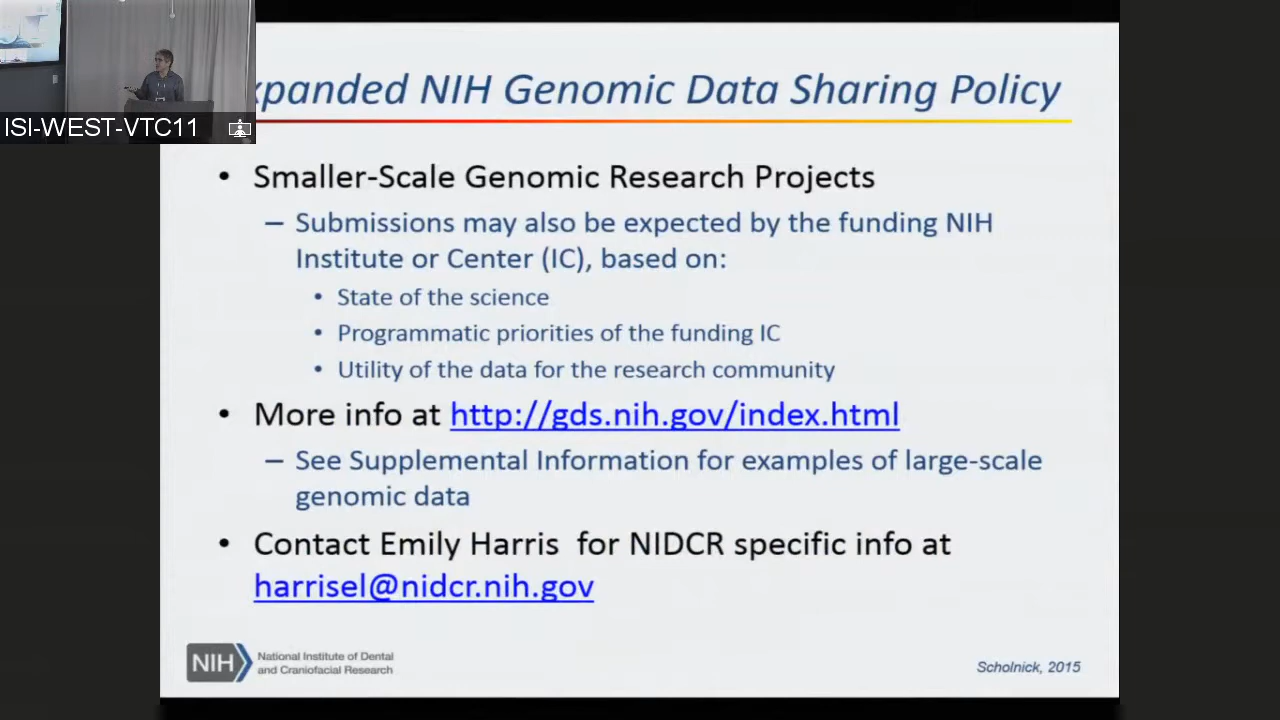 ISI-WEST-VTC11
xpanded NIH Genomic Data Sharing Policy
• Smaller-Scale Genomic Research Projects
– Submissions may also be expected by the funding NIH
Institute or Center (IC), based on:
• State of the science
• Programmatic priorities of the funding IC
• Utility of the data for the research community
• More info at http://gds.nih.gov/index.html
– See Supplemental Information for examples of large-scale
genomic data
• Contact Emily Harris for NIDCR specific info at
harrisel@nidcr.nih.gov
NIH National Institute of Dental
and Craniofacial Research
Scholnick, 2015